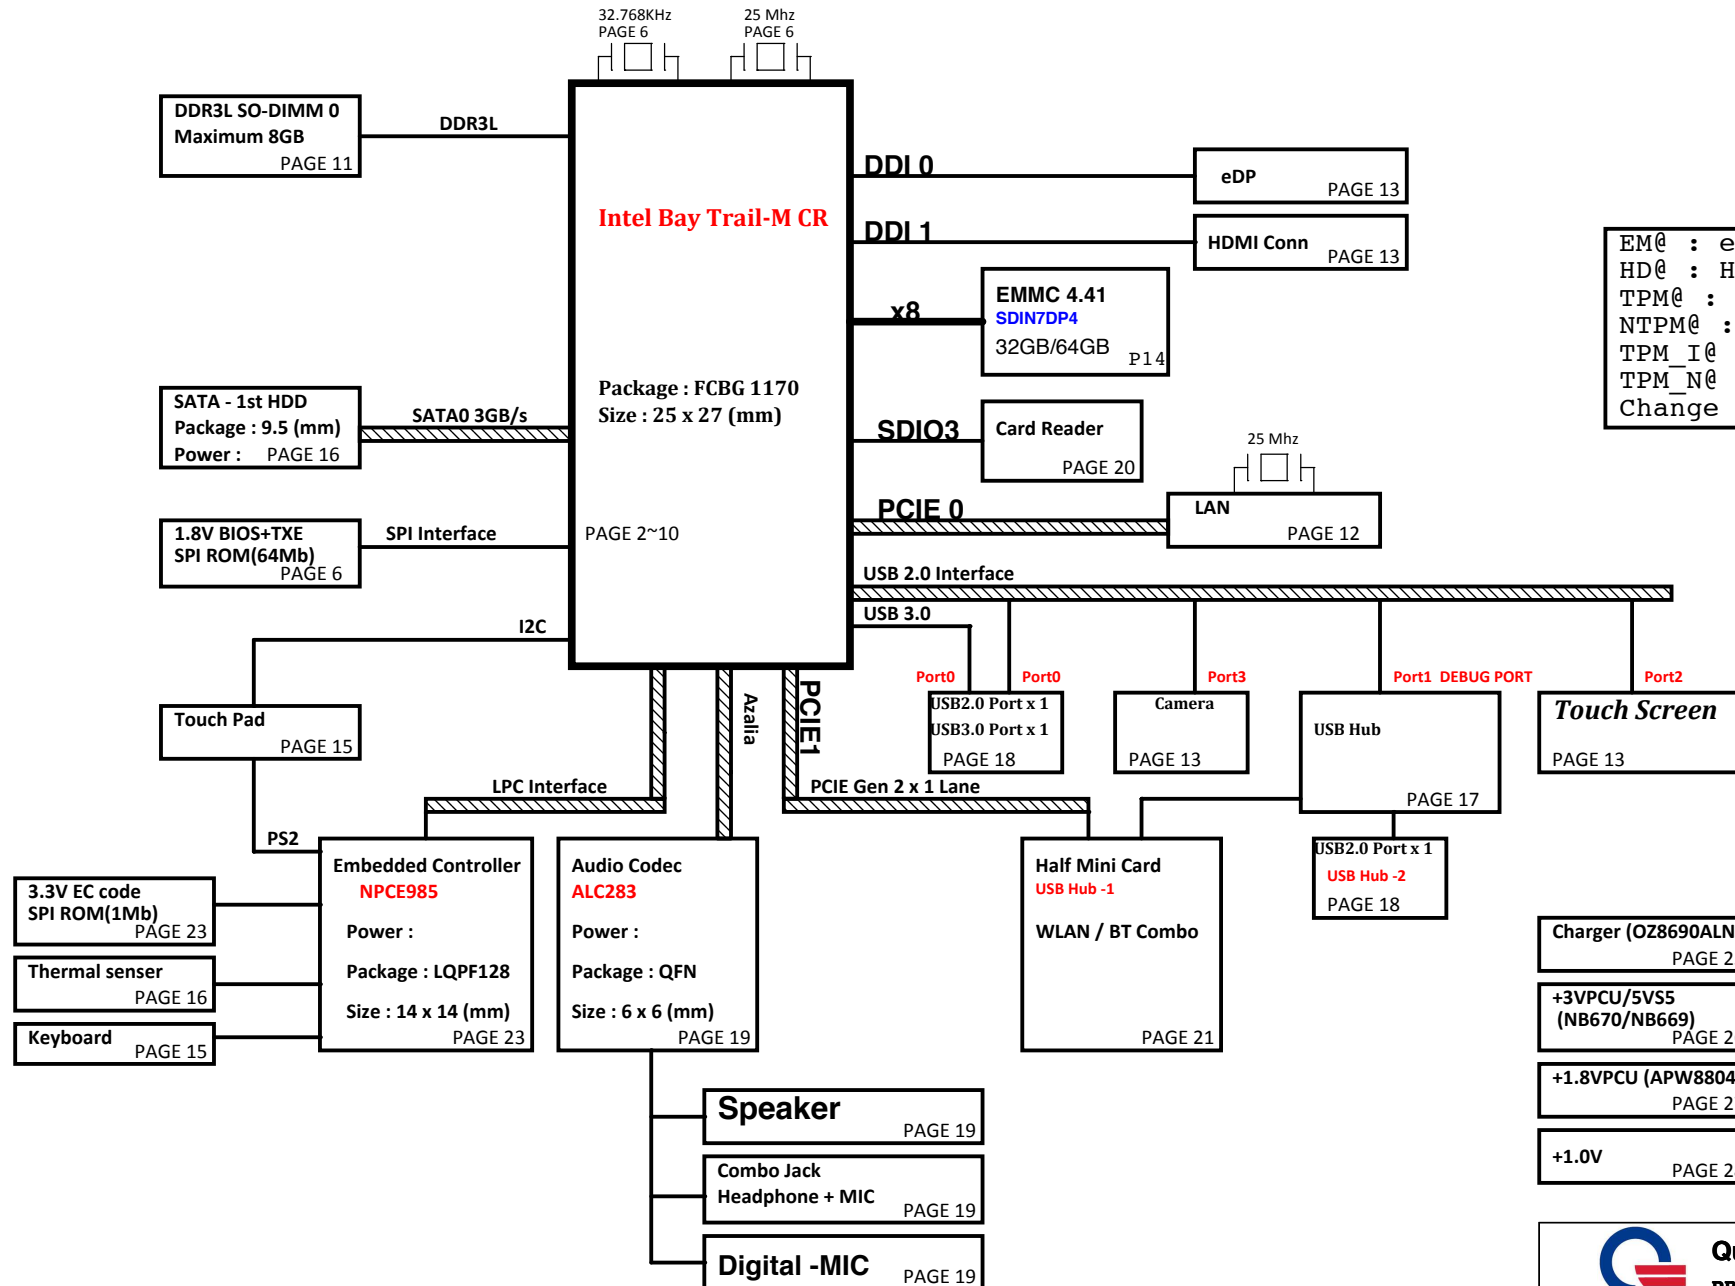 32.768KHz
PAGE 6
25 Mhz
PAGE 6
DDR3L SO-DIMM 0
Maximum 8GB
PAGE 11
DDR3L
Intel Bay Trail-M CR
Package : FCBG 1170
Size : 25 x 27 (mm)
PAGE 2~10
DDI 0
eDP
PAGE 13
DDI 1
HDMI Conn
PAGE 13
x8
EMMC 4.41
SDIN7DP4
32GB/64GB
P14
EM@ : e
HD@ : H
TPM@ :
NTPM@ :
TPM_I@
TPM_N@
Change
SATA - 1st HDD
Package : 9.5 (mm)
Power :
PAGE 16
SATA0 3GB/s
SDIO3
Card Reader
PAGE 20
25 Mhz
PCIE 0
LAN
PAGE 12
1.8V BIOS+TXE
SPI ROM(64Mb)
PAGE 6
SPI Interface
USB 2.0 Interface
USB 3.0
I2C
Port0
Port0
Port3
Port1 DEBUG PORT
Port2
USB2.0 Port x 1
USB3.0 Port x 1
PAGE 18
Camera
PAGE 13
USB Hub
PAGE 17
Touch Screen
PAGE 13
Touch Pad
PAGE 15
Azalia
PCIE1
LPC Interface
PCIE Gen 2 x 1 Lane
PS2
Embedded Controller
NPCE985
Power :
Package : LQPF128
Size : 14 x 14 (mm)
PAGE 23
Audio Codec
ALC283
Power :
Package : QFN
Size : 6 x 6 (mm)
PAGE 19
Half Mini Card
USB Hub -1
WLAN / BT Combo
PAGE 21
USB2.0 Port x 1
USB Hub -2
PAGE 18
3.3V EC code
SPI ROM(1Mb)
PAGE 23
Thermal senser
PAGE 16
Keyboard
PAGE 15
Charger (OZ8690ALN
PAGE 2
+3VPCU/5VS5
(NB670/NB669)
PAGE 2
+1.8VPCU (APW8804
PAGE 2
+1.0V
PAGE 2
Speaker
PAGE 19
Combo Jack
Headphone + MIC
PAGE 19
Digital -MIC
PAGE 19
Qu